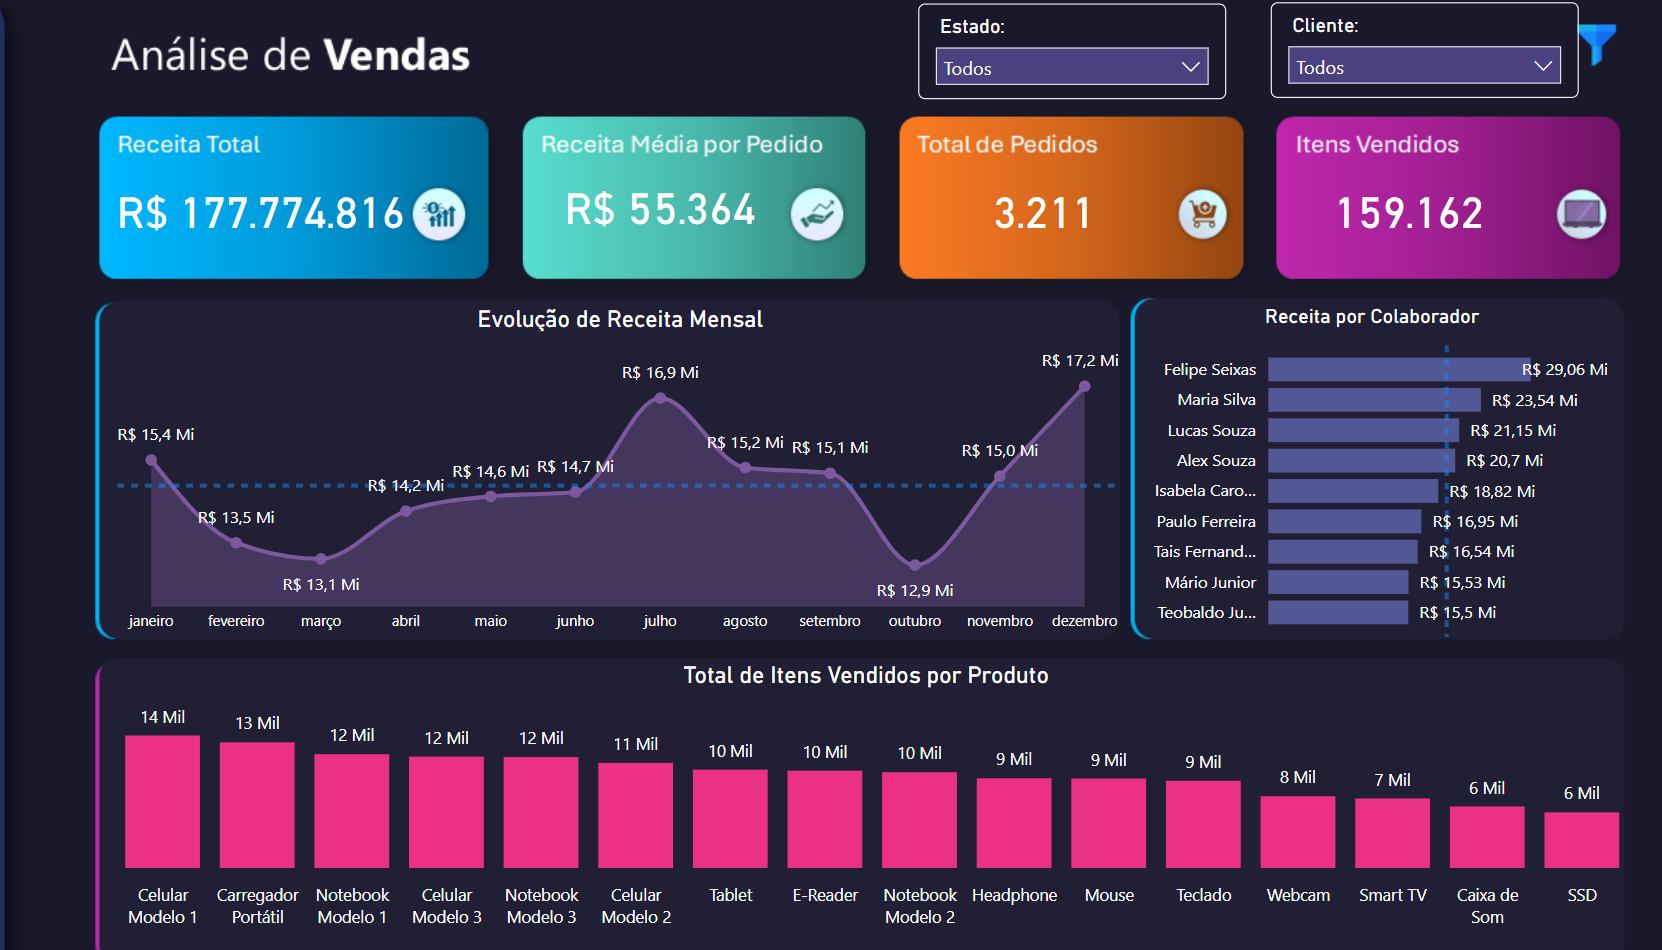 Análise de Vendas
Estado:
Todos
Cliente:
Todos
Receita Total
R$ 177.774.816
Receita Média por Pedido
R$ 55.364
Total de Pedidos
3.211
Itens Vendidos
159.162
Evolução de Receita Mensal
R$ 15,4 Mi
R$ 13,5 Mi
R$ 13,1 Mi
R$ 14,2 Mi
R$ 14,6 Mi
R$ 14,7 Mi
R$ 16,9 Mi
R$ 15,2 Mi
R$ 15,1 Mi
R$ 12,9 Mi
R$ 15,0 Mi
R$ 17,2 Mi
janeiro fevereiro março abril maio junho julho agosto setembro outubro novembro dezembro
Receita por Colaborador
Felipe Seixas R$ 29,06 Mi
Maria Silva R$ 23,54 Mi
Lucas Souza R$ 21,15 Mi
Alex Souza R$ 20,7 Mi
Isabela Caro... R$ 18,82 Mi
Paulo Ferreira R$ 16,95 Mi
Tais Fernand... R$ 16,54 Mi
Mário Junior R$ 15,53 Mi
Teobaldo Ju... R$ 15,5 Mi
Total de Itens Vendidos por Produto
14 Mil 13 Mil 12 Mil 12 Mil 12 Mil 11 Mil 10 Mil 10 Mil 10 Mil 9 Mil 9 Mil 9 Mil 8 Mil 7 Mil 6 Mil 6 Mil
Celular Modelo 1
Carregador Portátil
Notebook Modelo 1
Celular Modelo 3
Notebook Modelo 3
Celular Modelo 2
Tablet
E-Reader
Notebook Modelo 2
Headphone
Mouse
Teclado
Webcam
Smart TV
Caixa de Som
SSD